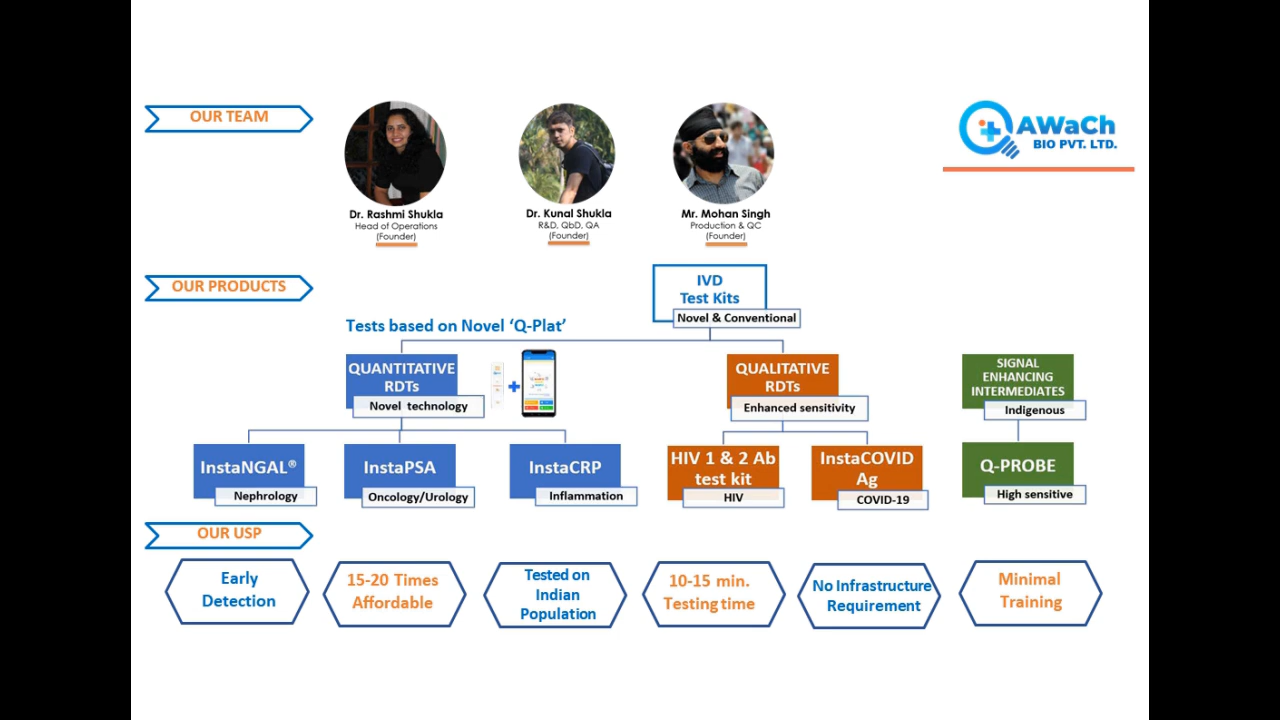 OUR TEAM
AWaCh
BIO PVT. LTD.
Dr. Rashmi Shukla
Head of Operations
(Founder)
Dr. Kunal Shukla
R&D, QbD, QA
(Founder)
Mr. Mohan Singh
Production & QC
(Founder)
OUR PRODUCTS
IVD
Test Kits
Novel & Conventional
Tests based on Novel ‘Q-Plat’
QUANTITATIVE
RDTs
Novel technology
QUALITATIVE
RDTs
Enhanced sensitivity
SIGNAL
ENHANCING
INTERMEDIATES
Indigenous
InstaNGAL®
Nephrology
InstaPSA
Oncology/Urology
InstaCRP
Inflammation
HIV 1 & 2 Ab
test kit
HIV
InstaCOVID
Ag
COVID-19
Q-PROBE
High sensitive
OUR USP
Early
Detection
15-20 Times
Affordable
Tested on
Indian
Population
10-15 min.
Testing time
No Infrastructure
Requirement
Minimal
Training